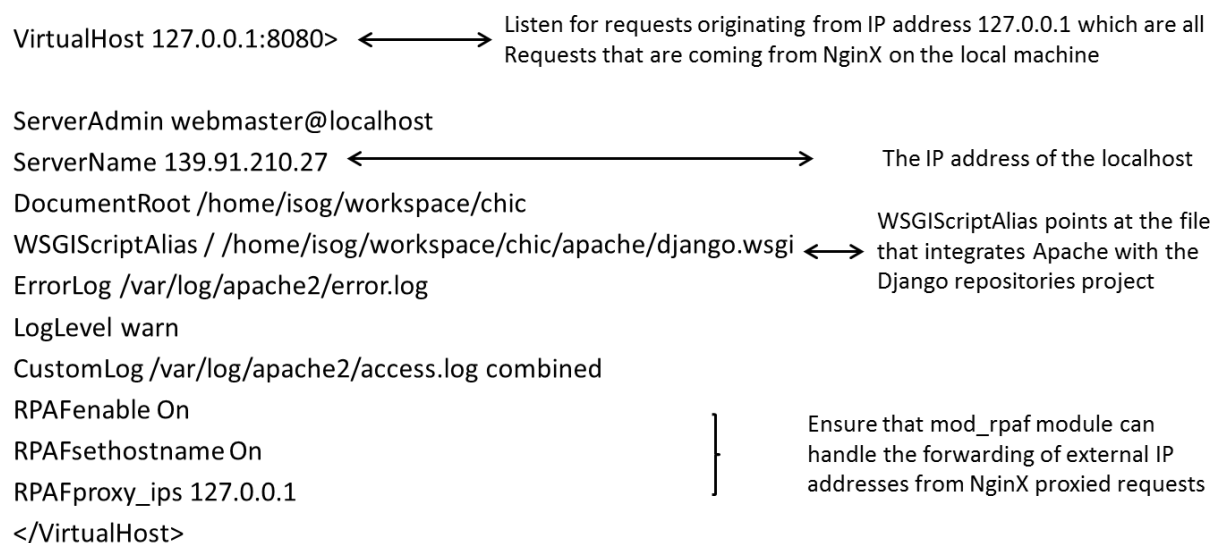 VirtualHost 127.0.0.1:8080>
Listen for requests originating from IP address 127.0.0.1 which are all
Requests that are coming from NginX on the local machine
ServerAdmin webmaster@localhost
ServerName 139.91.210.27
The IP address of the localhost
DocumentRoot /home/isog/workspace/chic
WSGIScriptAlias / /home/isog/workspace/chic/apache/django.wsgi
WSGIScriptAlias points at the file
that integrates Apache with the
Django repositories project
ErrorLog /var/log/apache2/error.log
LogLevel warn
CustomLog /var/log/apache2/access.log combined
RPAFenable On
RPAFsethostname On
RPAFproxy_ips 127.0.0.1
Ensure that mod_rpaf module can
handle the forwarding of external IP
addresses from NginX proxied requests
</VirtualHost>